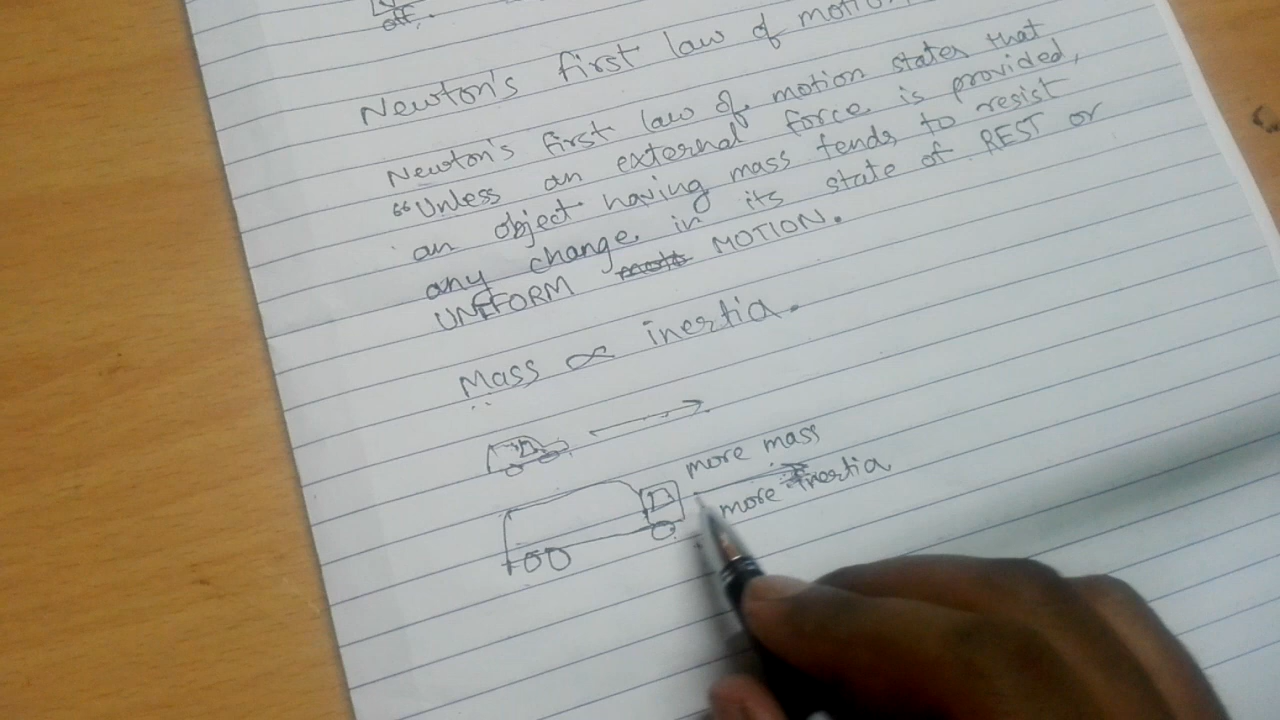 off.
Newton's first law of motion.
Newton's first law of motion states that
"Unless an external force is provided,
an object having mass tends to resist
any change in its state of REST or
UNIFORM MOTION.
Mass ∝ inertia.
more mass
more inertia